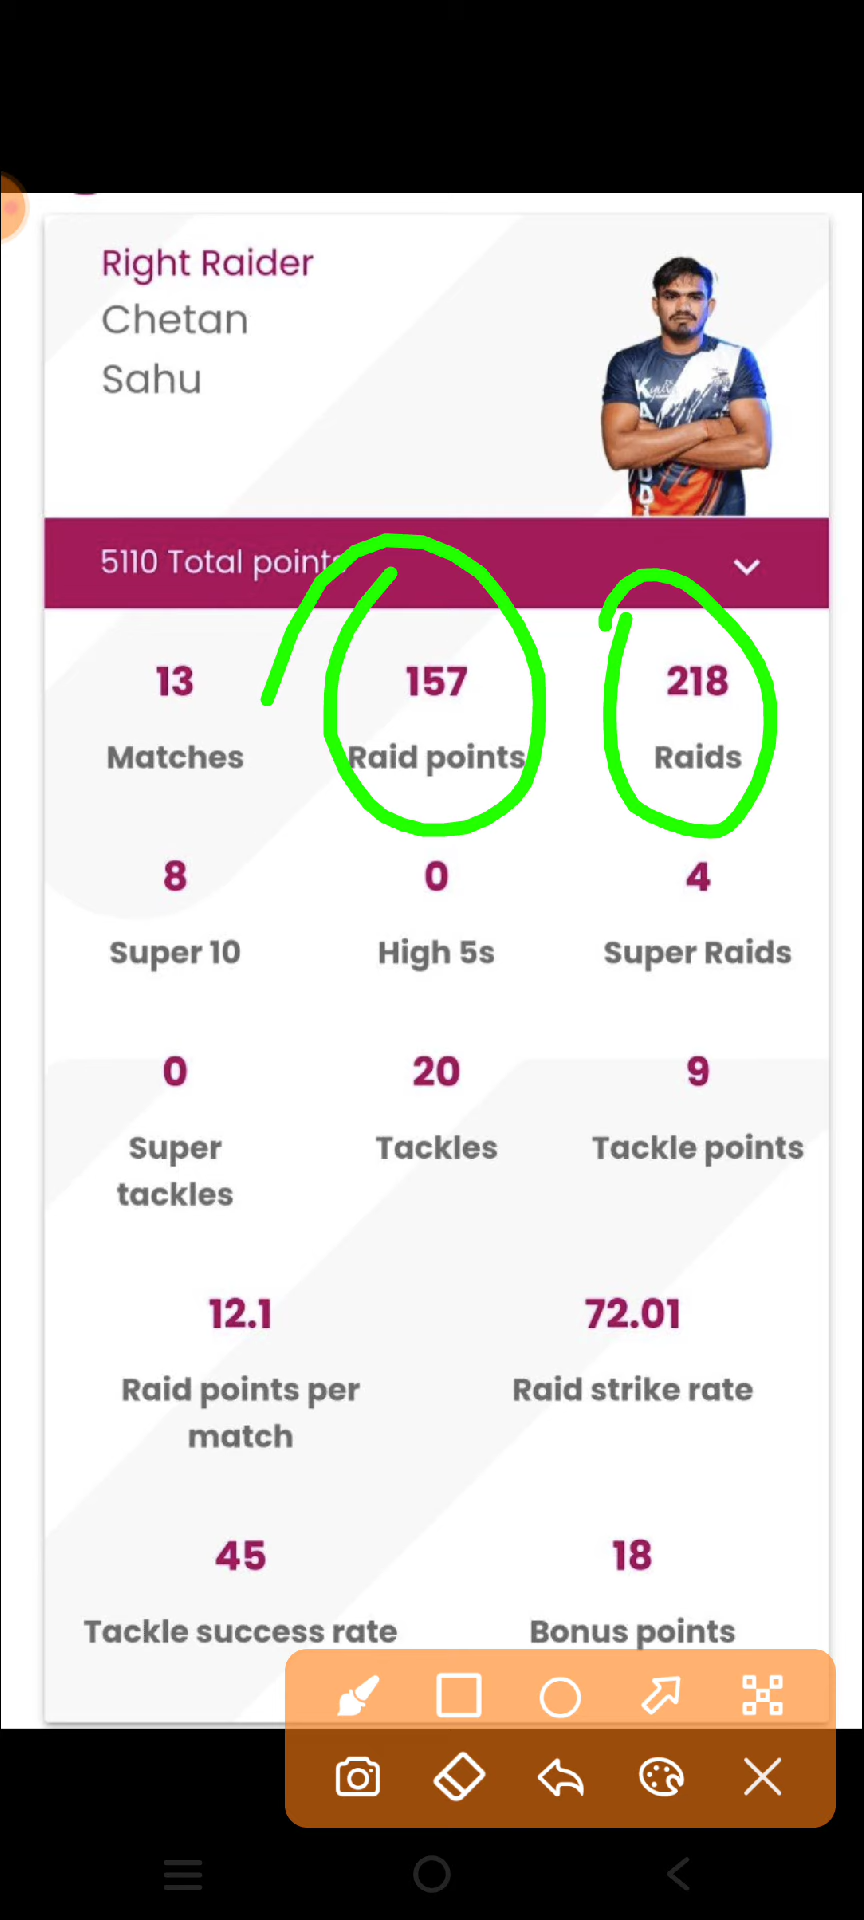 Right Raider
Chetan
Sahu
5110 Total points
13
157
218
Matches
Raid points
Raids
8
0
4
Super 10
High 5s
Super Raids
0
20
9
Super
tackles
Tackles
Tackle points
12.1
72.01
Raid points per
match
Raid strike rate
45
18
Tackle success rate
Bonus points